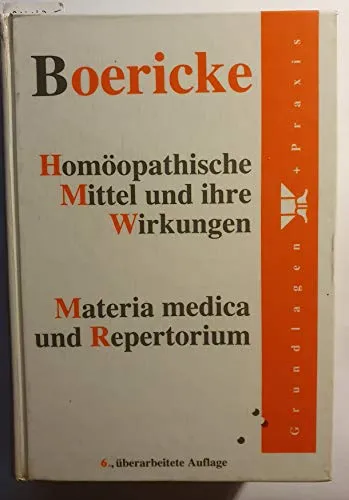 Boericke
Homöopathische
Mittel und ihre
Wirkungen
Materia medica
und Repertorium
6., überarbeitete Auflage
Grundlagen + Praxis